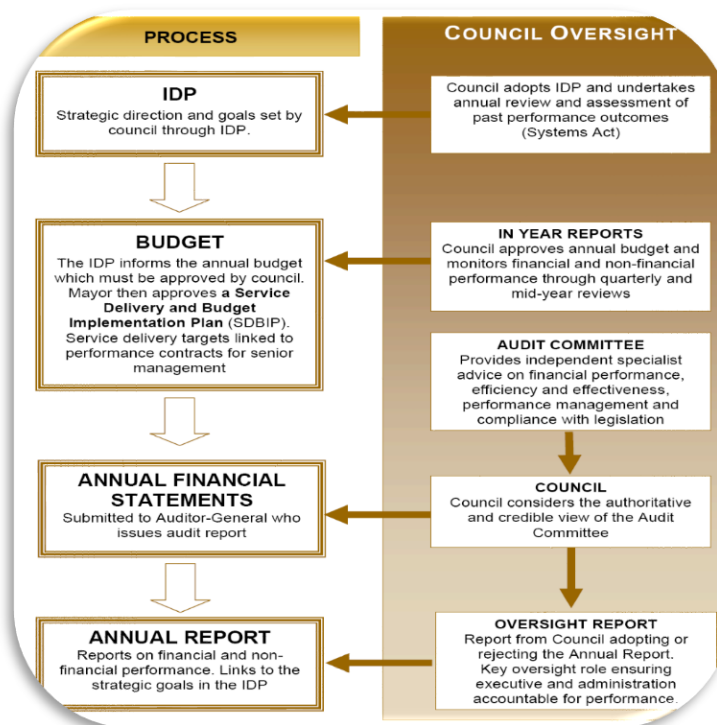 PROCESS
IDP
Strategic direction and goals set by
council through IDP.
BUDGET
The IDP informs the annual budget
which must be approved by council.
Mayor then approves a Service
Delivery and Budget
Implementation Plan (SDBIP).
Service delivery targets linked to
performance contracts for senior
management
ANNUAL FINANCIAL
STATEMENTS
Submitted to Auditor-General who
issues audit report
ANNUAL REPORT
Reports on financial and non-
financial performance. Links to the
strategic goals in the IDP
COUNCIL OVERSIGHT
Council adopts IDP and undertakes
annual review and assessment of
past performance outcomes
(Systems Act)
IN YEAR REPORTS
Council approves annual budget and
monitors financial and non-financial
performance through quarterly and
mid-year reviews
AUDIT COMMITTEE
Provides independent specialist
advice on financial performance,
efficiency and effectiveness,
performance management and
compliance with legislation
COUNCIL
Council considers the authoritative
and credible view of the Audit
Committee
OVERSIGHT REPORT
Report from Council adopting or
rejecting the Annual Report.
Key oversight role ensuring
executive and administration
accountable for performance.